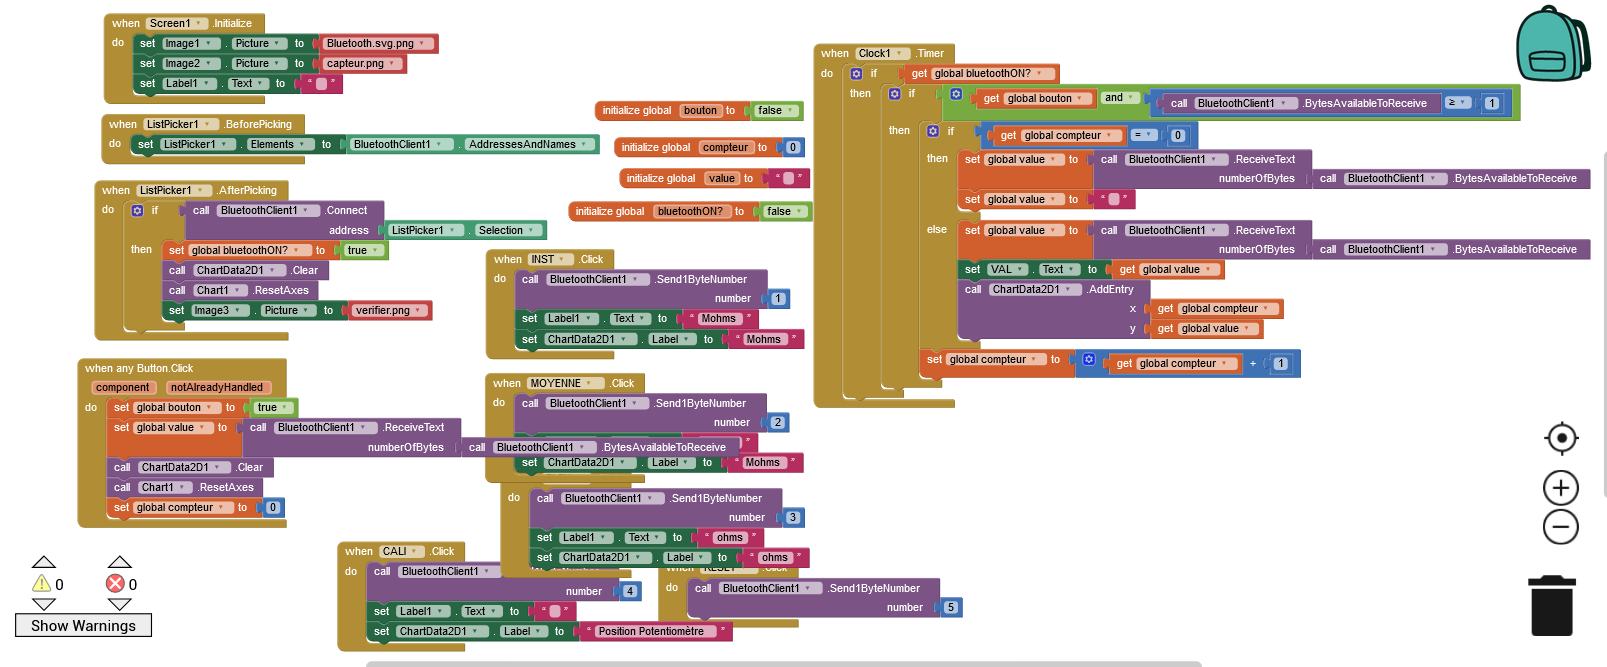 when Screen1 .Initialize
do set Image1 . Picture to Bluetooth.svg.png
set Image2 . Picture to capteur.png
set Label1 . Text to “ ”
when ListPicker1 .BeforePicking
do set ListPicker1 . Elements to BluetoothClient1 . AddressesAndNames
when ListPicker1 .AfterPicking
do if call BluetoothClient1 .Connect
address ListPicker1 . Selection
then set global bluetoothON? to true
call ChartData2D1 .Clear
call Chart1 .ResetAxes
set Image3 . Picture to verifier.png
when any Button.Click
component notAlreadyHandled
do set global bouton to true
set global value to call BluetoothClient1 .ReceiveText
numberOfBytes call BluetoothClient1 .BytesAvailableToReceive
call ChartData2D1 .Clear
call Chart1 .ResetAxes
set global compteur to 0
initialize global bouton to false
initialize global compteur to 0
initialize global value to “ ”
initialize global bluetoothON? to false
when INST .Click
do call BluetoothClient1 .Send1ByteNumber
number 1
set Label1 . Text to “ Mohms ”
set ChartData2D1 . Label to “ Mohms ”
when MOYENNE .Click
do call BluetoothClient1 .Send1ByteNumber
number 2
set ChartData2D1 . Label to “ Mohms ”
do call BluetoothClient1 .Send1ByteNumber
number 3
set Label1 . Text to “ ohms ”
set ChartData2D1 . Label to “ ohms ”
when CALI .Click
do call BluetoothClient1
number 4
set Label1 . Text to “ ”
set ChartData2D1 . Label to “ Position Potentiomètre ”
when RESET .Click
do call BluetoothClient1 .Send1ByteNumber
number 5
when Clock1 .Timer
do if get global bluetoothON?
then if get global bouton and call BluetoothClient1 .BytesAvailableToReceive ≥ 1
then if get global compteur = 0
then set global value to call BluetoothClient1 .ReceiveText
numberOfBytes call BluetoothClient1 .BytesAvailableToReceive
set global value to “ ”
else set global value to call BluetoothClient1 .ReceiveText
numberOfBytes call BluetoothClient1 .BytesAvailableToReceive
set VAL . Text to get global value
call ChartData2D1 .AddEntry
x get global compteur
y get global value
set global compteur to get global compteur + 1
0 0
Show Warnings